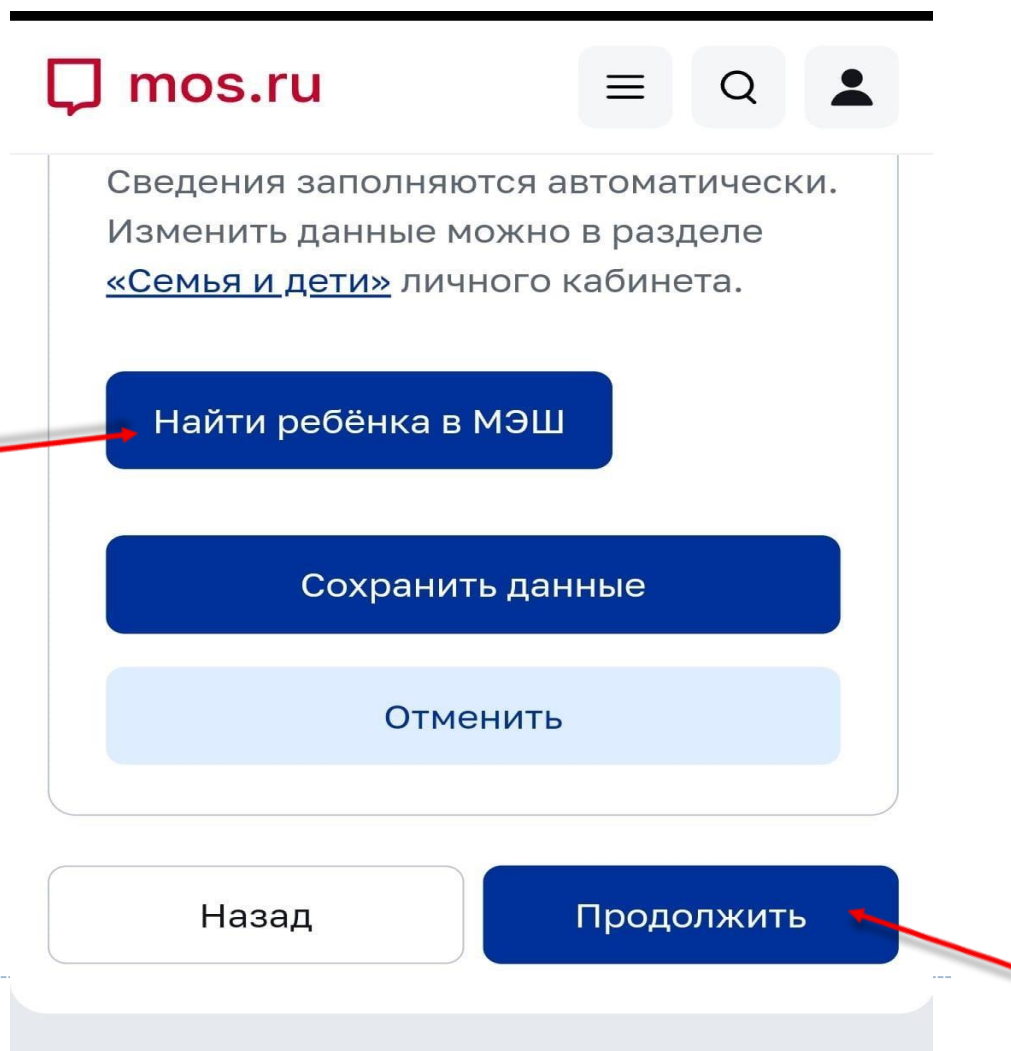 mos.ru
Сведения заполняются автоматически.
Изменить данные можно в разделе
«Семья и дети» личного кабинета.
Найти ребёнка в МЭШ
Сохранить данные
Отменить
Назад
Продолжить